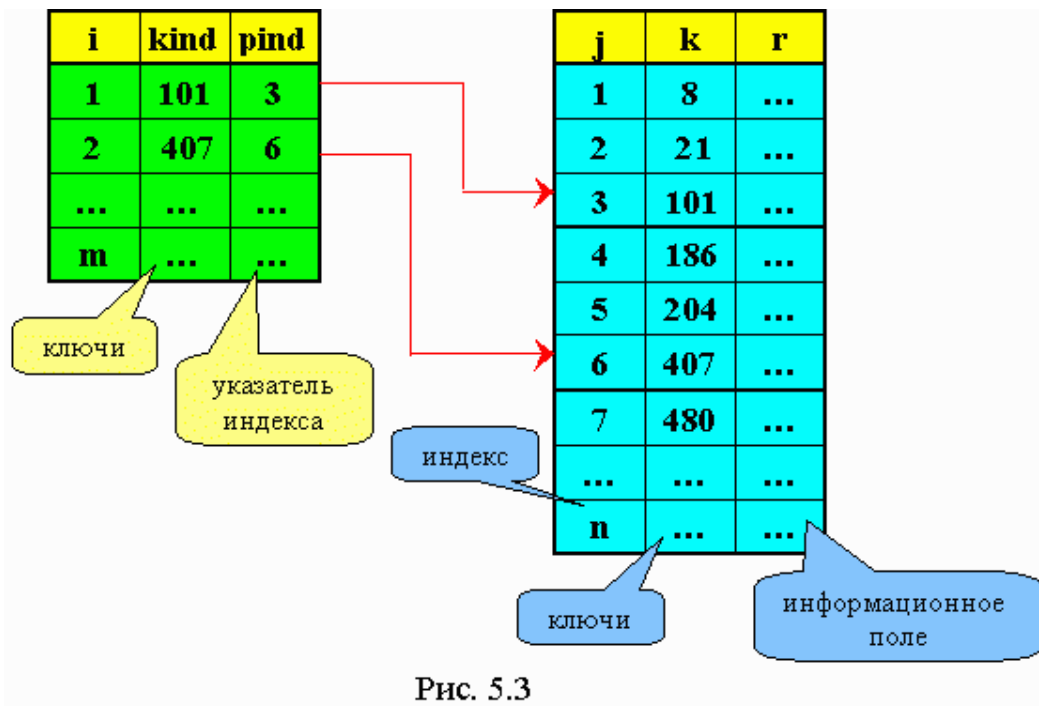 i kind pind
1 101 3
2 407 6
... ... ...
m ... ...
ключи
указатель
индекса
j k r
1 8 ...
2 21 ...
3 101 ...
4 186 ...
5 204 ...
6 407 ...
7 480 ...
... ... ...
n ... ...
индекс
ключи
информационное
поле
Рис. 5.3